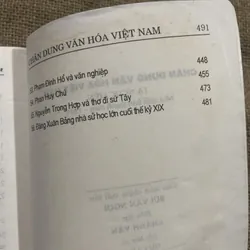 CHÂN DUNG VĂN HÓA VIỆT NAM 491
Phạm Đình Hổ và văn nghiệp 448
Phan Huy Chú 455
Nguyễn Trọng Hợp và thơ đi sứ Tây 473
Đặng Xuân Bảng nhà sử học lớn cuối thế kỷ XIX 481